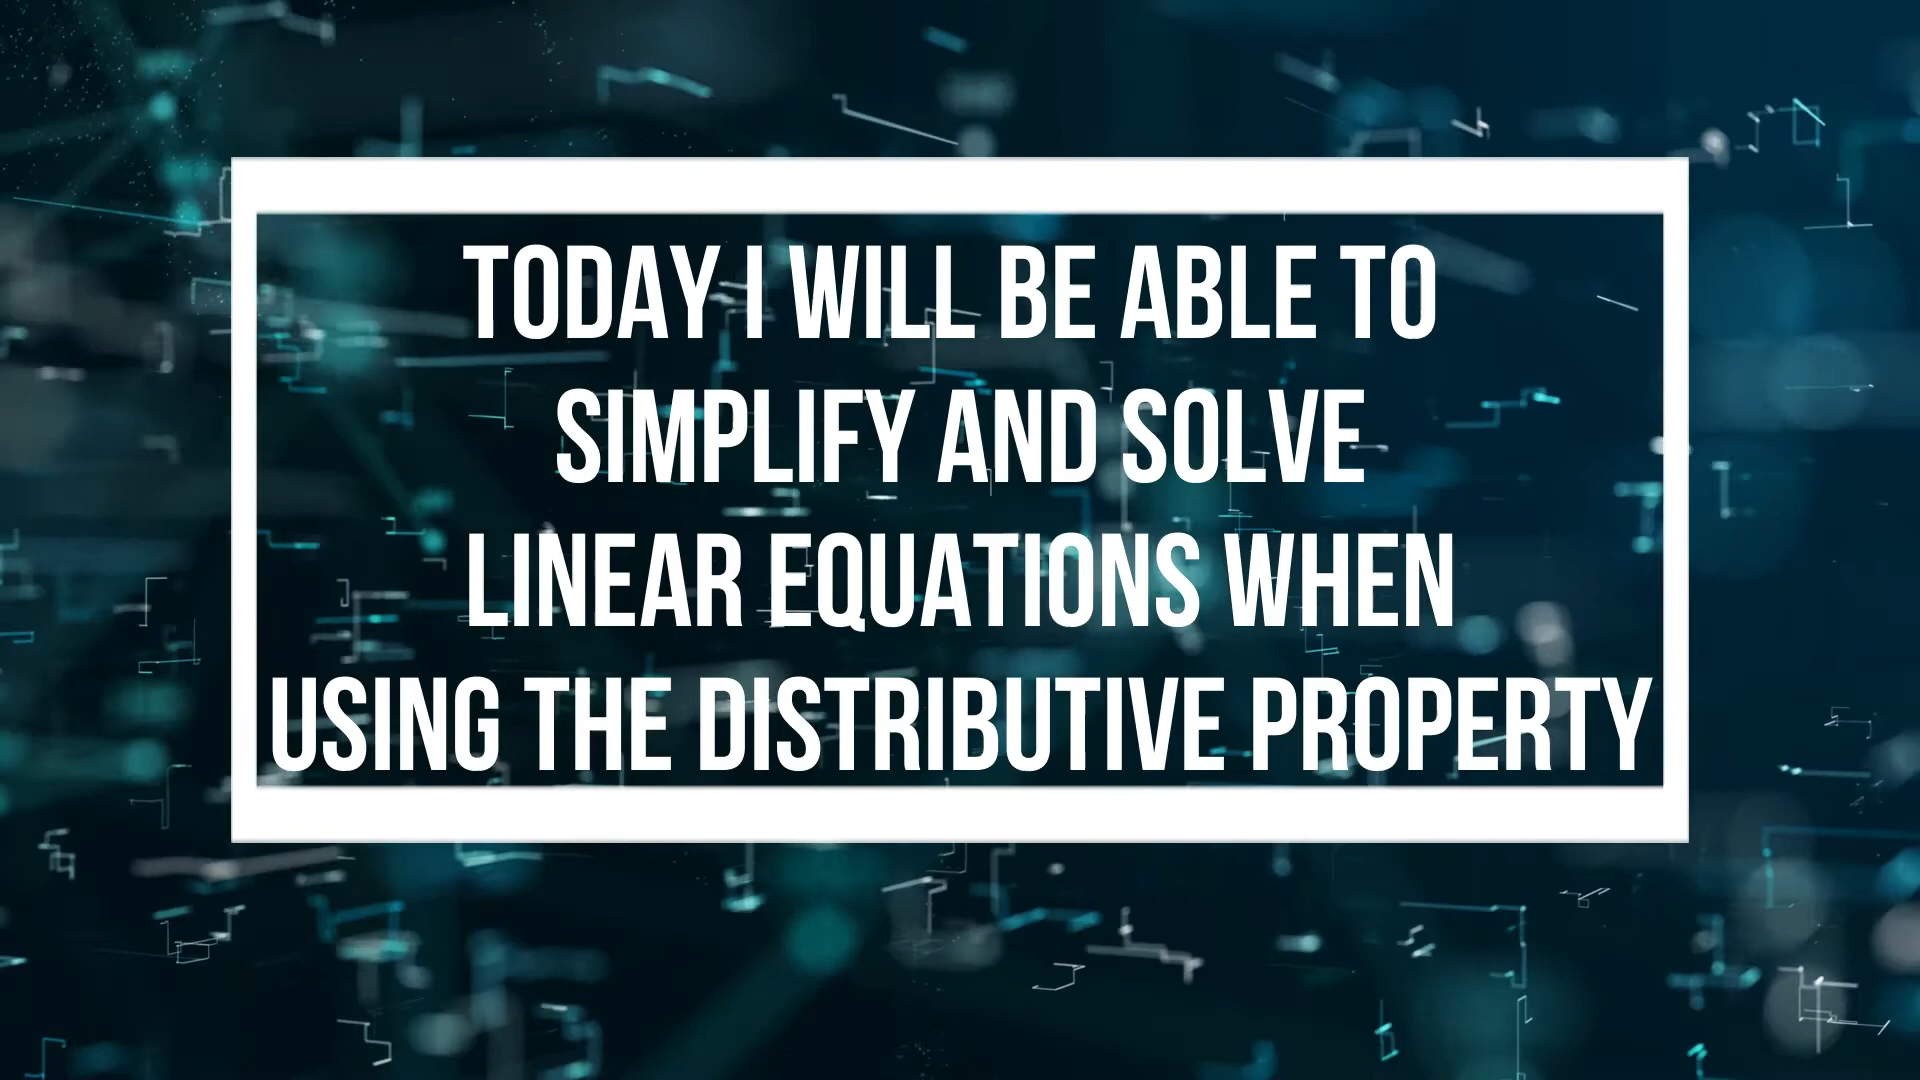 TODAY I WILL BE ABLE TO
SIMPLIFY AND SOLVE
LINEAR EQUATIONS WHEN
USING THE DISTRIBUTIVE PROPERTY